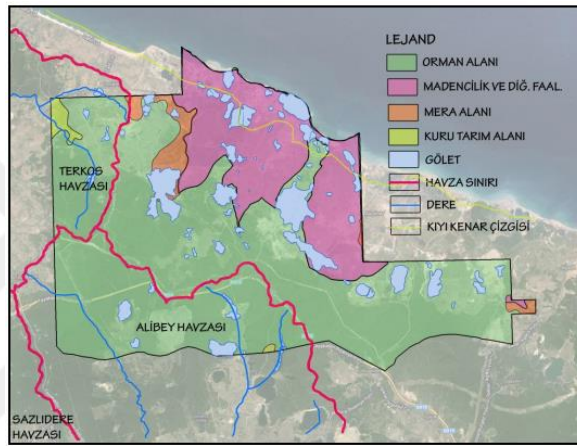 LEJAND
ORMAN ALANI
MADENCİLİK VE DİĞ. FAAL.
MERA ALANI
KURU TARIM ALANI
GÖLET
HAVZA SINIRI
DERE
KIYI KENAR ÇİZGİSİ
TERKOS
HAVZASI
ALİBEY HAVZASI
SAZLIDERE
HAVZASI